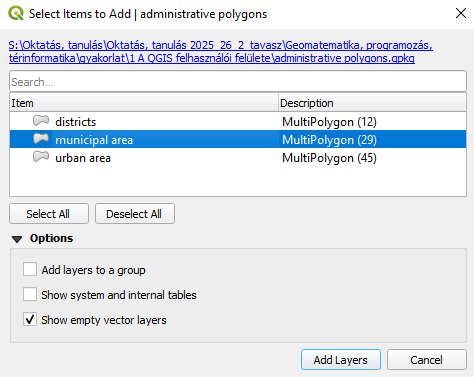 Select Items to Add | administrative polygons
S:\Oktatás, tanulás\Oktatás, tanulás 2025_26_2_tavasz\Geomatematika, programozás,
térinformatika\gyakorlat\1 A QGIS felhasználói felülete\administrative polygons.gpkg
Search...
Item Description
districts MultiPolygon (12)
municipal area MultiPolygon (29)
urban area MultiPolygon (45)
Select All Deselect All
Options
Add layers to a group
Show system and internal tables
Show empty vector layers
Add Layers Cancel